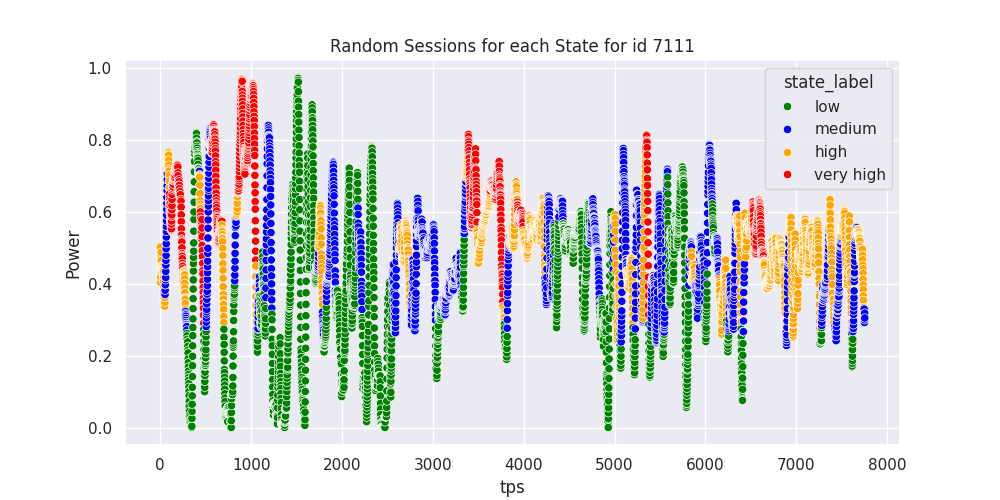 Random Sessions for each State for id 7111
1.0
0.8
0.6
0.4
0.2
0.0
Power
state_label
low
medium
high
very high
0
1000
2000
3000
4000
5000
6000
7000
8000
tps